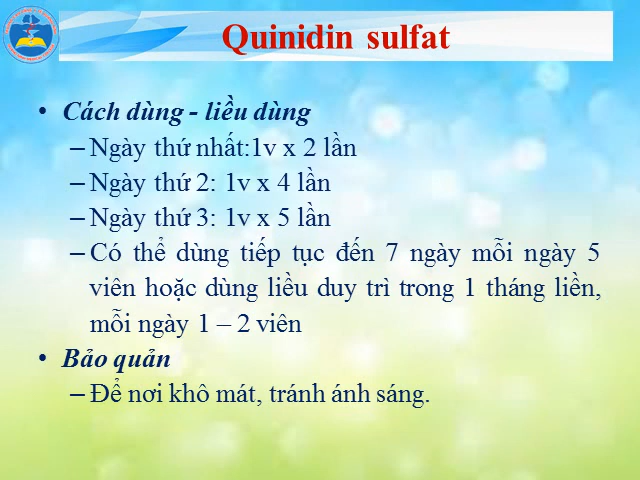 Quinidin sulfat
• Cách dùng - liều dùng
– Ngày thứ nhất:1v x 2 lần
– Ngày thứ 2: 1v x 4 lần
– Ngày thứ 3: 1v x 5 lần
– Có thể dùng tiếp tục đến 7 ngày mỗi ngày 5
viên hoặc dùng liều duy trì trong 1 tháng liền,
mỗi ngày 1 – 2 viên
• Bảo quản
– Để nơi khô mát, tránh ánh sáng.